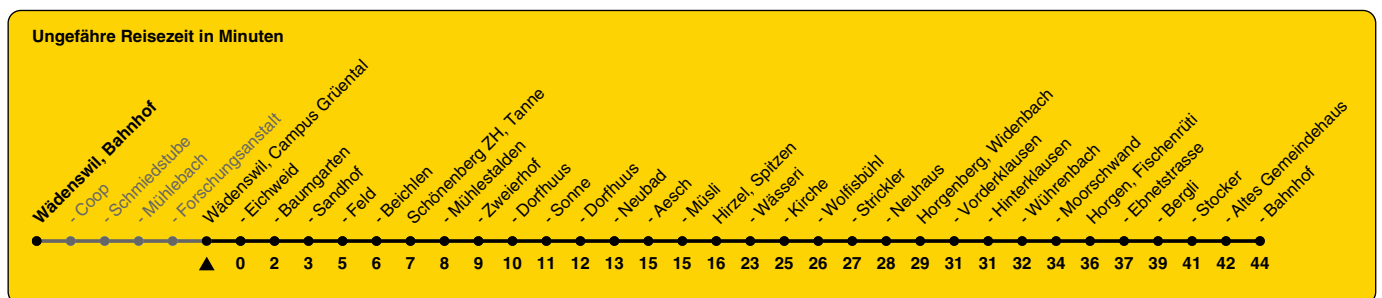 Ungefähre Reisezeit in Minuten
Wädenswil, Bahnhof
- Coop
- Schmiedstube
- Mühlebach
- Forschungsanstalt
Wädenswil, Campus Grüental
- Eichweid
- Baumgarten
- Sandhof
- Feld
- Beichlen
Schönenberg ZH, Tanne
- Mühlestalden
- Zweierhof
- Dorfhuus
- Sonne
- Dorfhuus
- Neubad
- Aesch
- Müsli
Hirzel, Spitzen
- Wässeri
- Kirche
- Wolfisbühl
- Strickler
- Neuhaus
Horgenberg, Widenbach
- Vorderklausen
- Hinterklausen
- Würenbach
- Moorschwand
Horgen, Fischenrüti
- Ebnetstrasse
- Bergli
- Stocker
- Altes Gemeindehaus
- Bahnhof
0 2 3 5 6 7 8 9 10 11 12 13 15 15 16 23 25 26 27 28 29 31 31 32 34 36 37 39 41 42 44